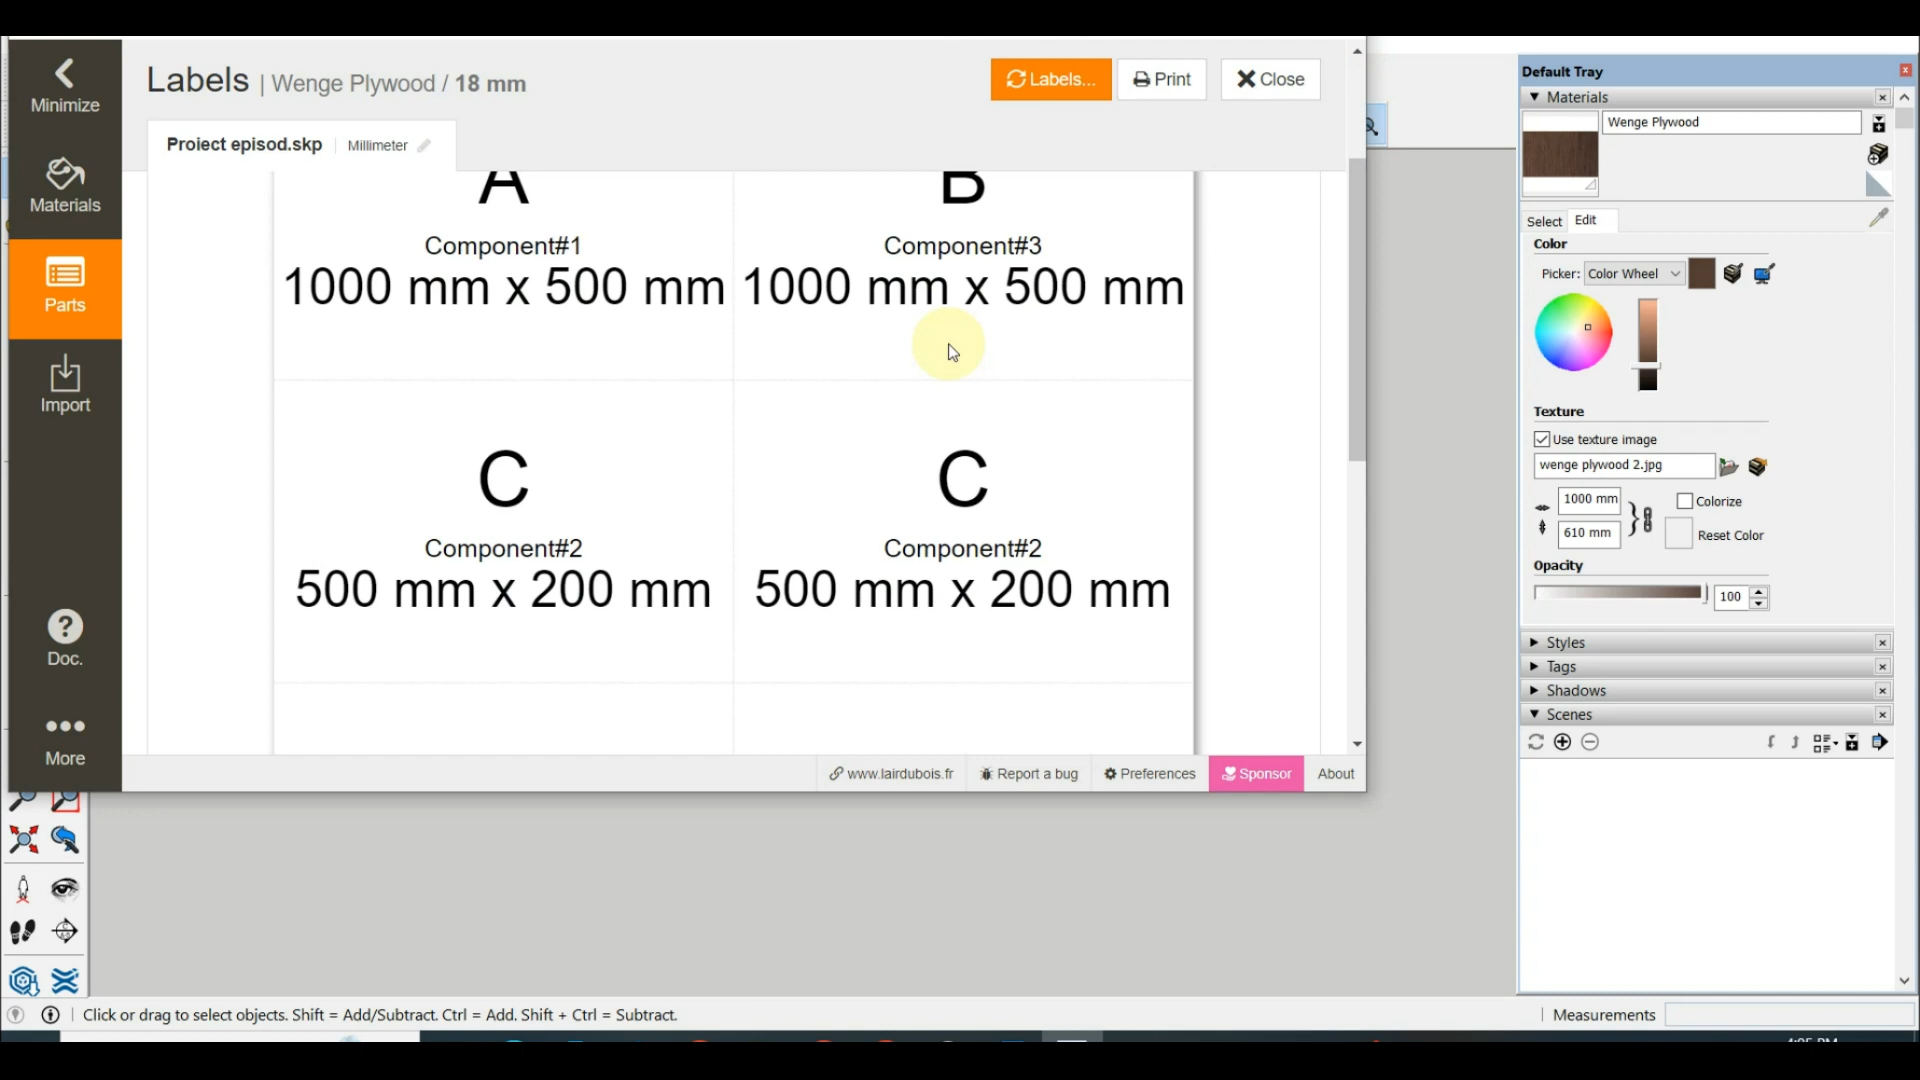 Minimize
Materials
Parts
Import
Doc.
More
Labels | Wenge Plywood / 18 mm
Labels...
Print
Close
Proiect episod.skp
Millimeter
A
Component#1
1000 mm x 500 mm
B
Component#3
1000 mm x 500 mm
C
Component#2
500 mm x 200 mm
C
Component#2
500 mm x 200 mm
www.lairdubois.fr
Report a bug
Preferences
Sponsor
About
Default Tray
Materials
Wenge Plywood
Select
Edit
Color
Picker: Color Wheel
Texture
Use texture image
wenge plywood 2.jpg
1000 mm
Colorize
610 mm
Reset Color
Opacity
100
Styles
Tags
Shadows
Scenes
Click or drag to select objects. Shift = Add/Subtract. Ctrl = Add. Shift + Ctrl = Subtract.
Measurements